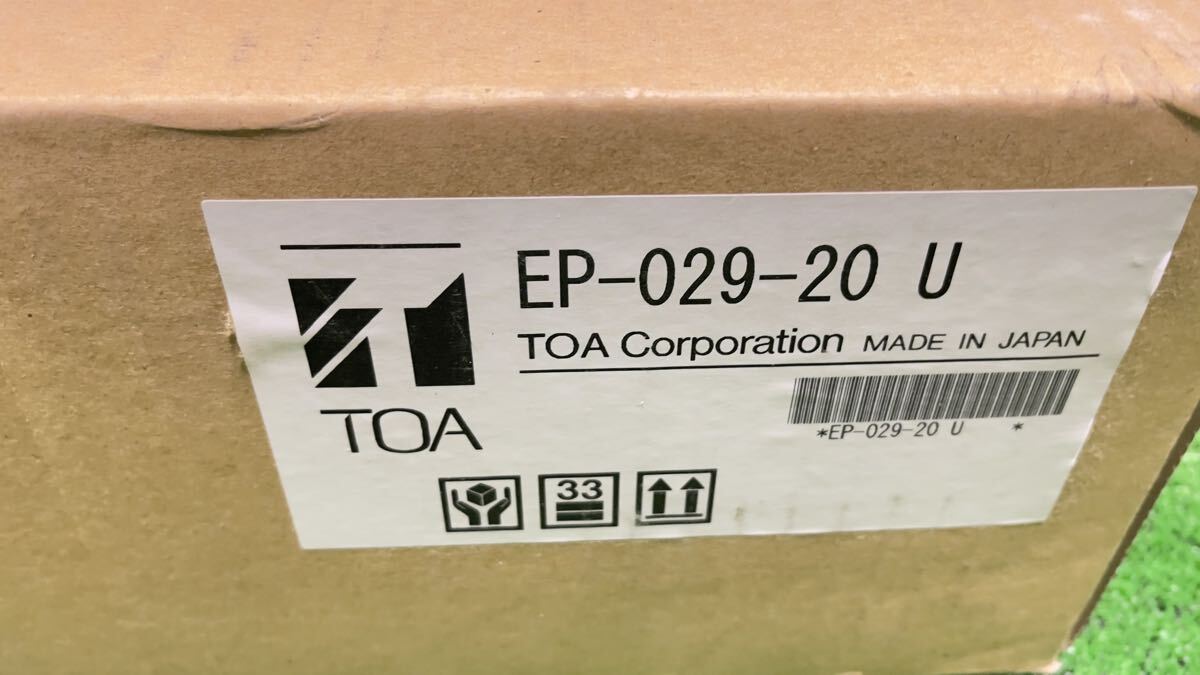 EP-029-20 U
TOA Corporation MADE IN JAPAN
*EP-029-20 U *
TOA
33